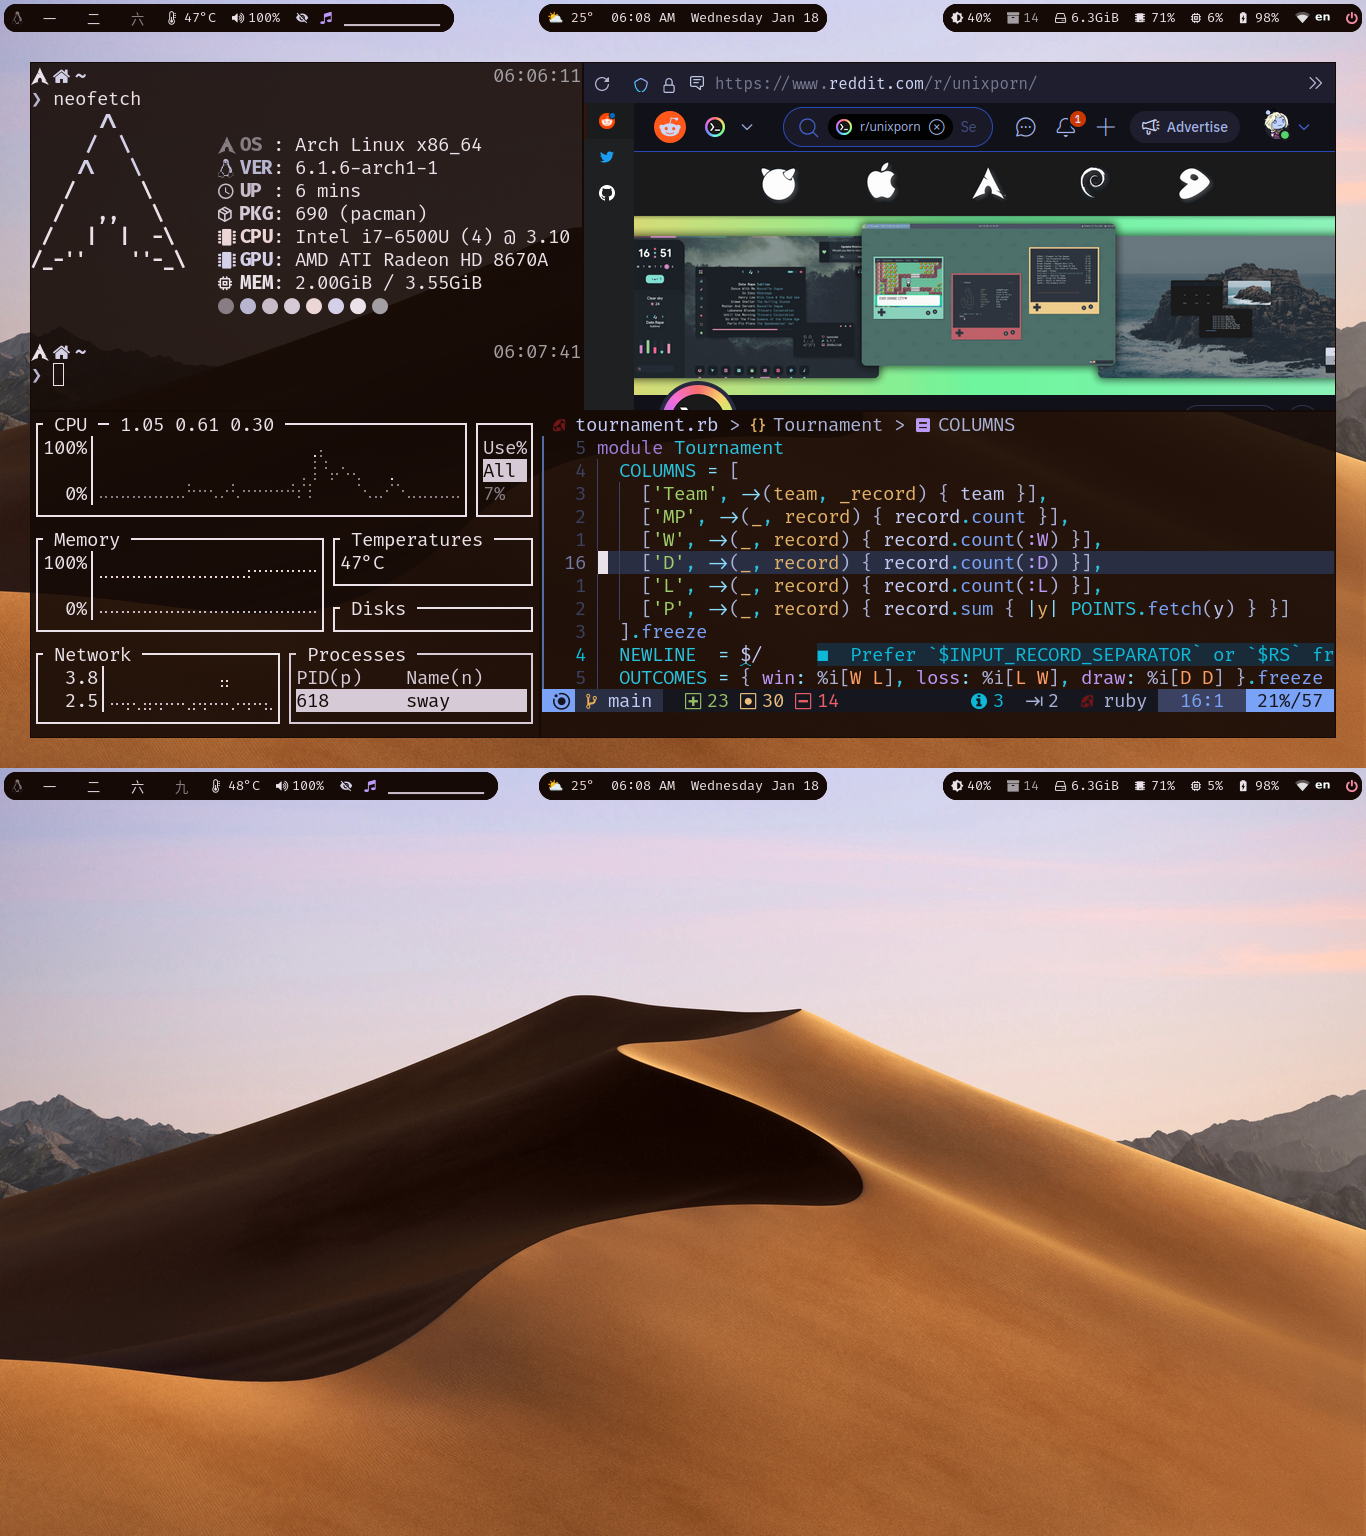 一 二 六 47°C 100%
25° 06:08 AM Wednesday Jan 18
40% 14 6.3GiB 71% 6% 98% en
~ 06:06:11
❯ neofetch
OS : Arch Linux x86_64
VER: 6.1.6-arch1-1
UP : 6 mins
PKG: 690 (pacman)
CPU: Intel i7-6500U (4) @ 3.10
GPU: AMD ATI Radeon HD 8670A
MEM: 2.00GiB / 3.55GiB
~ 06:07:41
❯
https://www.reddit.com/r/unixporn/
r/unixporn Se
1
Advertise
16 51
CPU — 1.05 0.61 0.30
100%
0%
Use%
All
7%
Memory
100%
0%
Temperatures
47°C
Disks
Network
3.8
2.5
Processes
PID(p) Name(n)
618 sway
tournament.rb > {} Tournament > COLUMNS
5 module Tournament
4 COLUMNS = [
3 ['Team', ->(team, _record) { team }],
2 ['MP', ->(_, record) { record.count }],
1 ['W', ->(_, record) { record.count(:W) }],
16 ['D', ->(_, record) { record.count(:D) }],
1 ['L', ->(_, record) { record.count(:L) }],
2 ['P', ->(_, record) { record.sum { |y| POINTS.fetch(y) } }]
3 ].freeze
4 NEWLINE = $/ ■ Prefer `$INPUT_RECORD_SEPARATOR` or `$RS` fr
5 OUTCOMES = { win: %i[W L], loss: %i[L W], draw: %i[D D] }.freeze
main 23 30 14 3 2 ruby 16:1 21%/57
一 二 六 九 48°C 100%
25° 06:08 AM Wednesday Jan 18
40% 14 6.3GiB 71% 5% 98% en